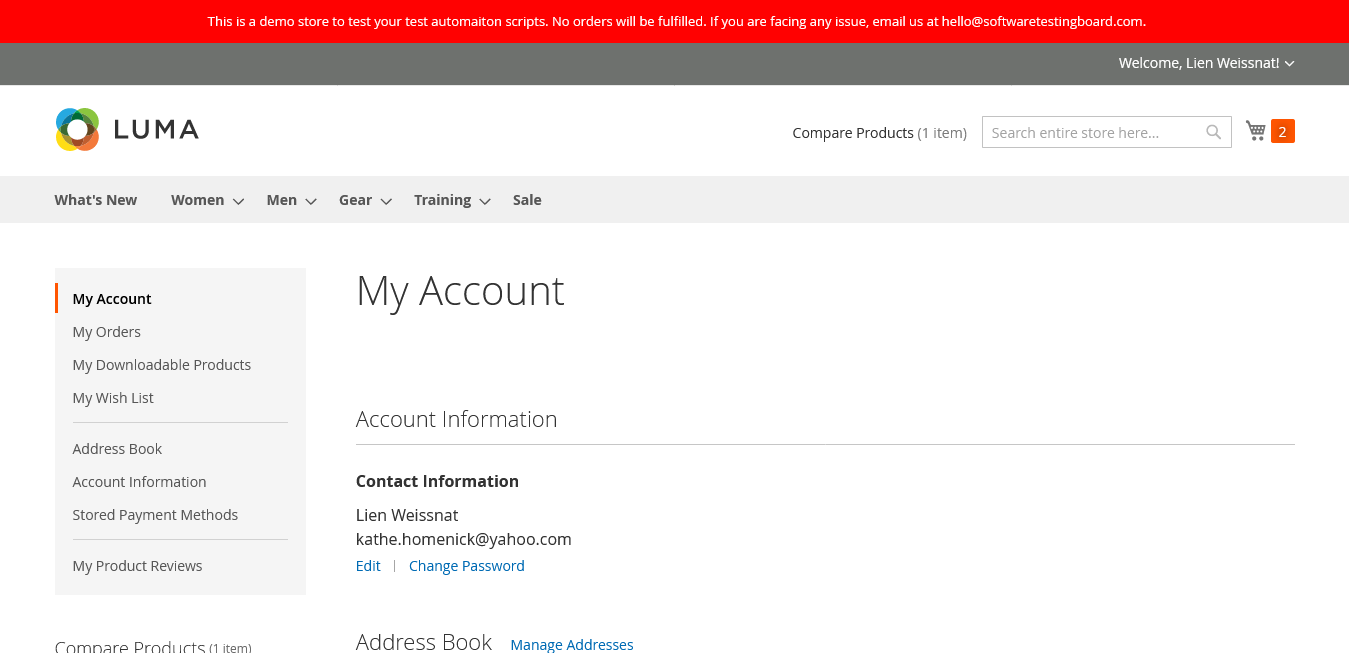 This is a demo store to test your test automaiton scripts. No orders will be fulfilled. If you are facing any issue, email us at hello@softwaretestingboard.com.
Welcome, Lien Weissnat!
LUMA
Compare Products (1 item)
Search entire store here...
2
What's New Women Men Gear Training Sale
My Account
My Orders
My Downloadable Products
My Wish List
Address Book
Account Information
Stored Payment Methods
My Product Reviews
Compare Products (1 item)
My Account
Account Information
Contact Information
Lien Weissnat
kathe.homenick@yahoo.com
Edit | Change Password
Address Book Manage Addresses